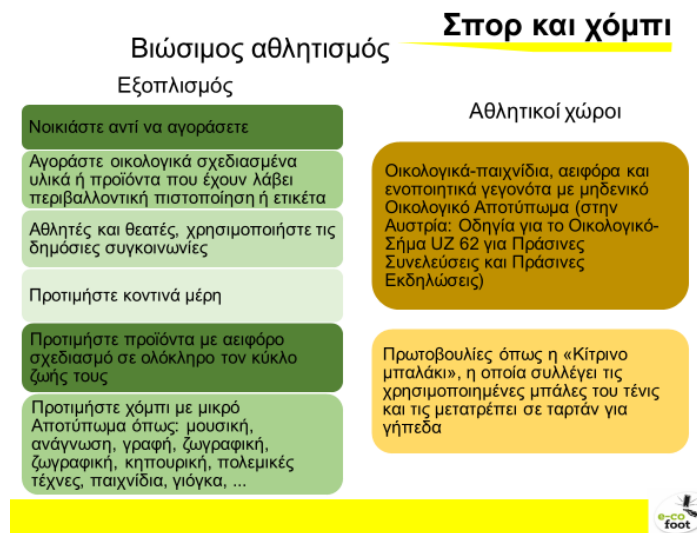 Σπορ και χόμπι
Βιώσιμος αθλητισμός
Εξοπλισμός
Νοικιάστε αντί να αγοράσετε
Αγοράστε οικολογικά σχεδιασμένα
υλικά ή προϊόντα που έχουν λάβει
περιβαλλοντική πιστοποίηση ή ετικέτα
Αθλητές και θεατές, χρησιμοποιήστε τις
δημόσιες συγκοινωνίες
Προτιμήστε κοντινά μέρη
Προτιμήστε προϊόντα με αειφόρο
σχεδιασμό σε ολόκληρο τον κύκλο
ζωής τους
Προτιμήστε χόμπι με μικρό
Αποτύπωμα όπως: μουσική,
ανάγνωση, γραφή, ζωγραφική,
ζωγραφική, κηπουρική, πολεμικές
τέχνες, παιχνίδια, γιόγκα, ...
Αθλητικοί χώροι
Οικολογικά-παιχνίδια, αειφόρα και
ενοποιητικά γεγονότα με μηδενικό
Οικολογικό Αποτύπωμα (στην
Αυστρία: Οδηγία για το Οικολογικό-
Σήμα UZ 62 για Πράσινες
Συνελεύσεις και Πράσινες
Εκδηλώσεις)
Πρωτοβουλίες όπως η «Κίτρινο
μπαλάκι», η οποία συλλέγει τις
χρησιμοποιημένες μπάλες του τένις
και τις μετατρέπει σε ταρτάν για
γήπεδα
e-co
foot